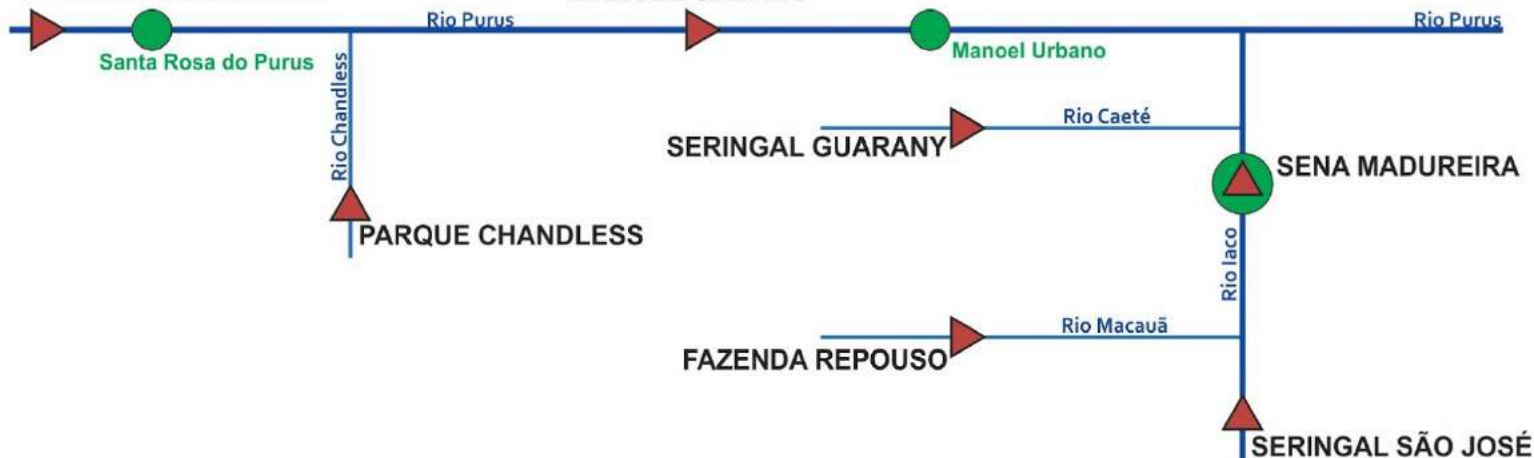 Rio Purus
Rio Purus
Santa Rosa do Purus
Manoel Urbano
Rio Chandless
Rio Caeté
SERINGAL GUARANY
SENA MADUREIRA
PARQUE CHANDLESS
Rio Iaco
Rio Macauã
FAZENDA REPOUSO
SERINGAL SÃO JOSÉ